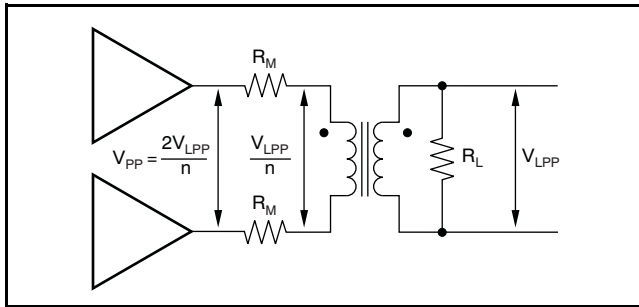 R_M
V_PP = 2V_LPP/n
V_LPP/n
R_L
V_LPP
R_M